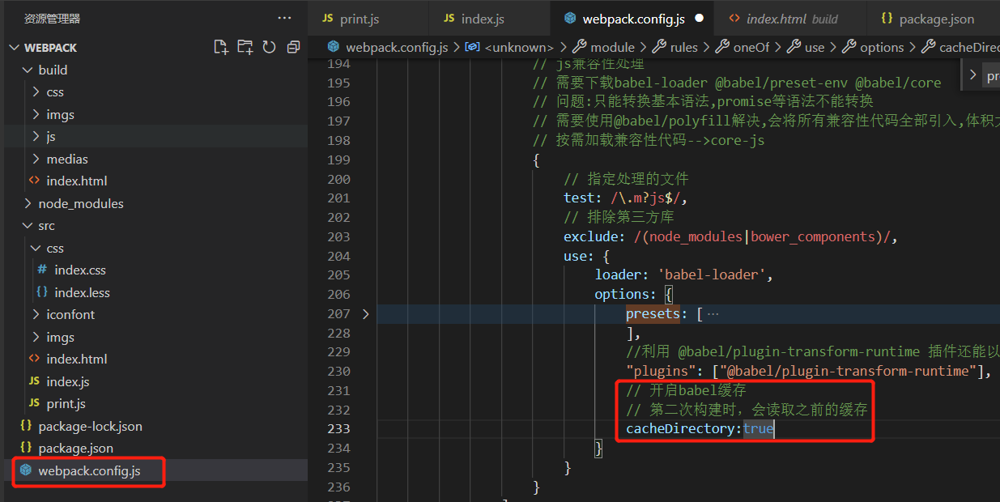 资源管理器 ···
WEBPACK
build
css
imgs
js
medias
index.html
node_modules
src
css
index.css
index.less
iconfont
imgs
index.html
index.js
print.js
package-lock.json
package.json
webpack.config.js
JS print.js JS index.js webpack.config.js ● <> index.html build {} package.json
webpack.config.js > <unknown> > module > rules > oneOf > use > options > cacheDirec
194 // js兼容性处理
195 // 需要下载babel-loader @babel/preset-env @babel/core
196 // 问题:只能转换基本语法,promise等语法不能转换
197 // 需要使用@babel/polyfill解决,会将所有兼容性代码全部引入,体积
198 // 按需加载兼容性代码-->core-js
199 {
200 // 指定处理的文件
201 test: /\.m?js$/,
202 // 排除第三方库
203 exclude: /(node_modules|bower_components)/,
204 use: {
205 loader: 'babel-loader',
206 options: {
207 presets: [ ···
228 ],
229 //利用 @babel/plugin-transform-runtime 插件还能以
230 "plugins": ["@babel/plugin-transform-runtime"],
231 // 开启babel缓存
232 // 第二次构建时，会读取之前的缓存
233 cacheDirectory:true
234 }
235 }
236 }
> pr